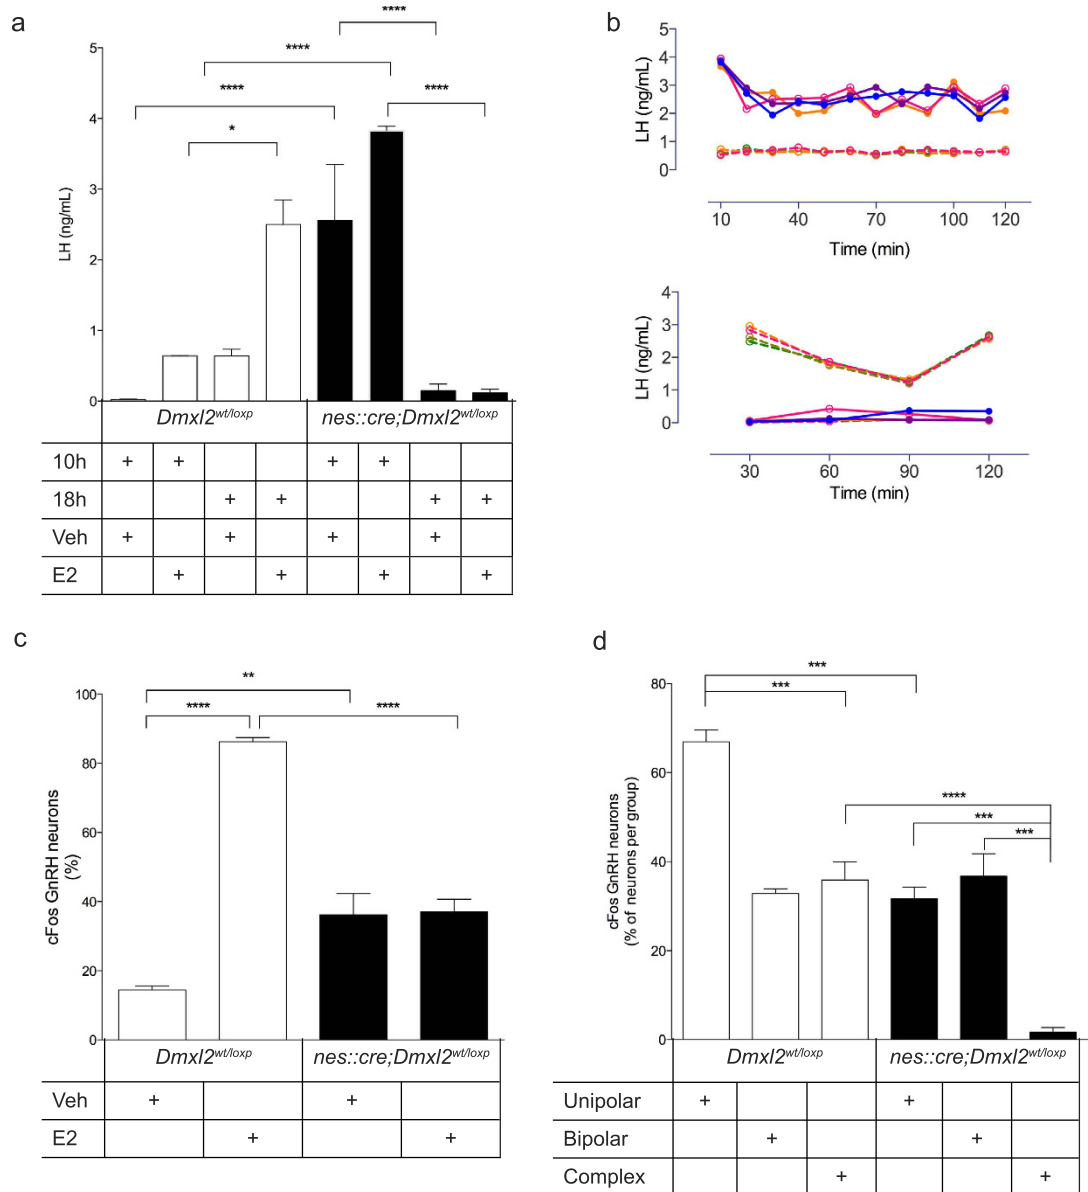 a
****
****
****
****
*
5
4
3
2
1
0
LH (ng/mL)
Dmxl2wt/loxp nes::cre;Dmxl2wt/loxp
10h + + + +
18h + + + +
Veh + + + +
E2 + + + +
b
5
4
3
2
1
0
LH (ng/mL)
10 40 70 100 120
Time (min)
4
3
2
1
0
LH (ng/mL)
30 60 90 120
Time (min)
c
**
**** ****
100
80
60
40
20
0
cFos GnRH neurons
(%)
Dmxl2wt/loxp nes::cre;Dmxl2wt/loxp
Veh + +
E2 + +
d
***
***
****
***
***
80
60
40
20
0
cFos GnRH neurons
(% of neurons per group)
Dmxl2wt/loxp nes::cre;Dmxl2wt/loxp
Unipolar + +
Bipolar + +
Complex + +